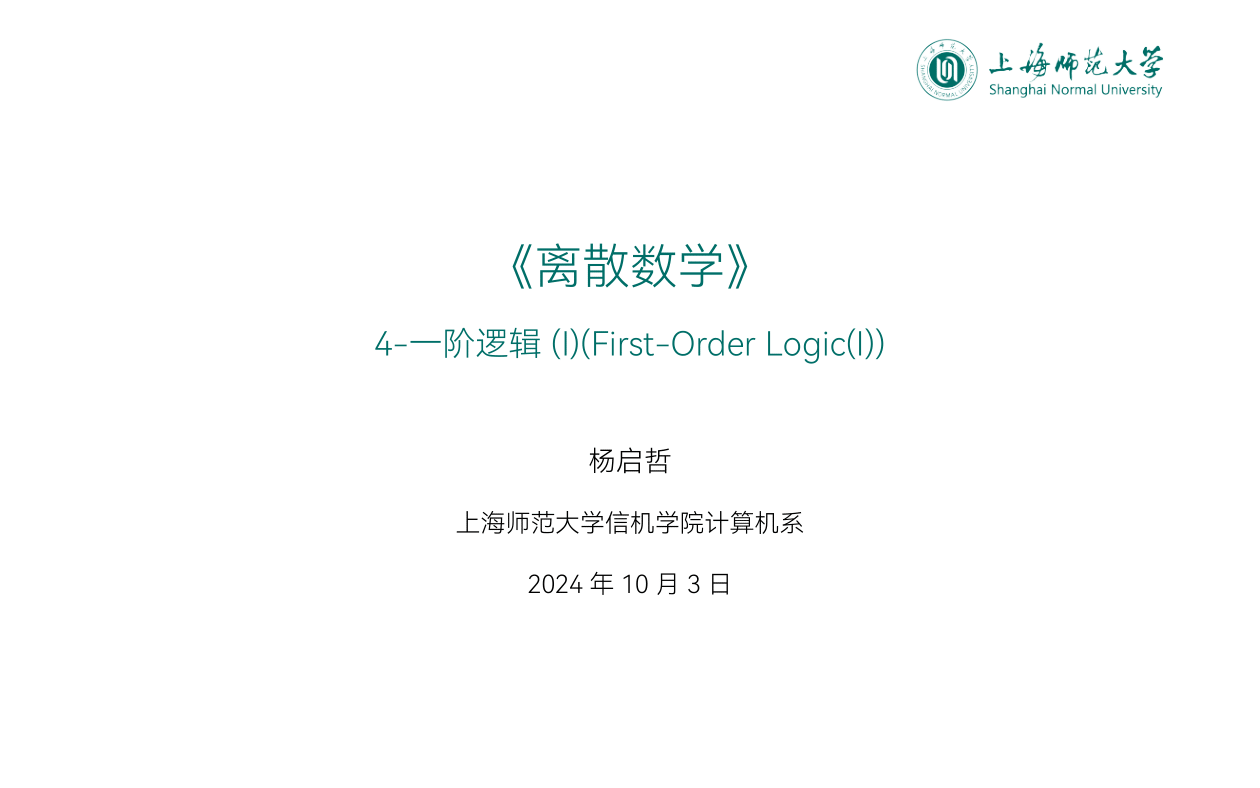 上海师范大学
Shanghai Normal University
《离散数学》
4-一阶逻辑 (I)(First-Order Logic(I))
杨启哲
上海师范大学信机学院计算机系
2024 年 10 月 3 日